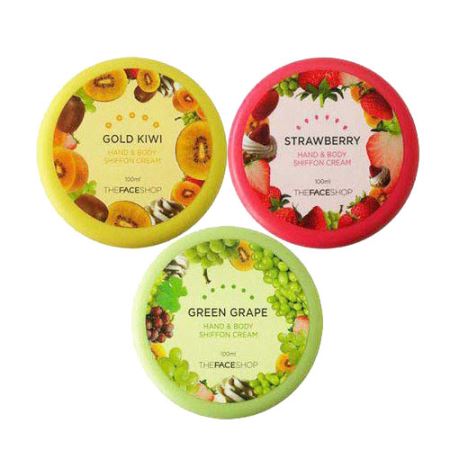 GOLD KIWI
HAND & BODY
SHIFFON CREAM
100ml
THEFACESHOP
STRAWBERRY
HAND & BODY
SHIFFON CREAM
100ml
THEFACESHOP
GREEN GRAPE
HAND & BODY
SHIFFON CREAM
100ml
THEFACESHOP